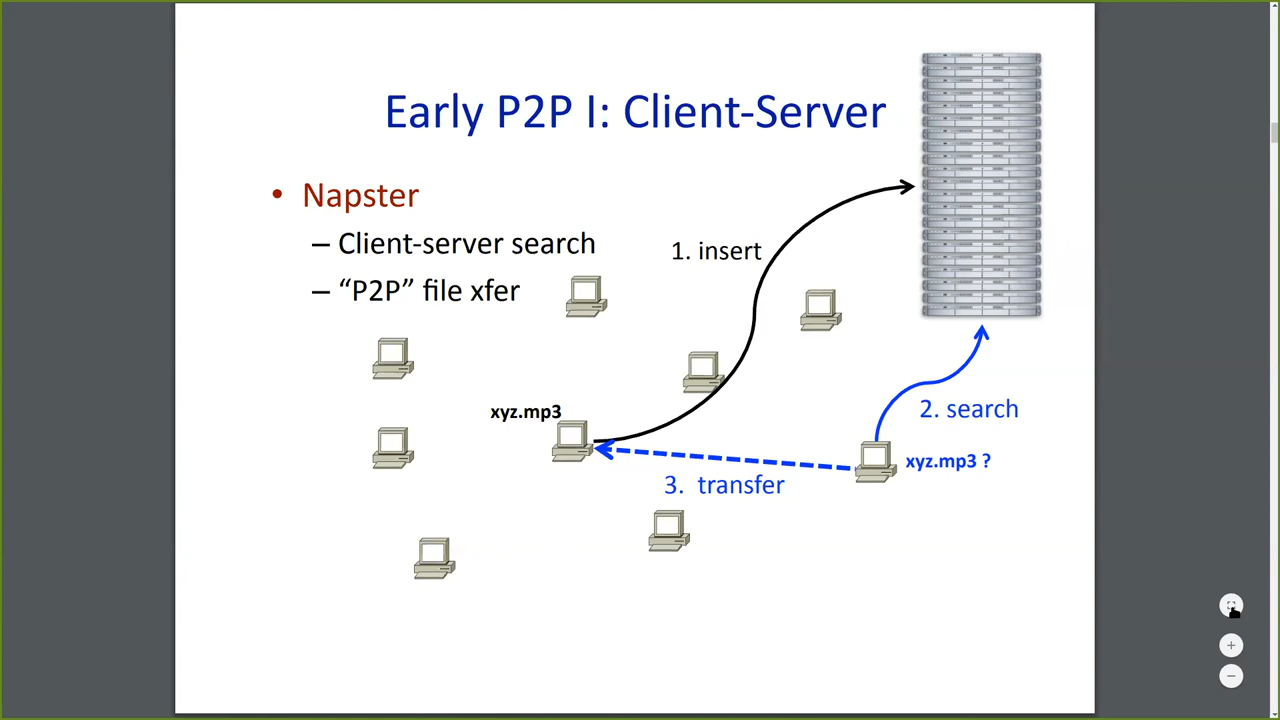 Early P2P I: Client-Server
• Napster
– Client-server search
– “P2P” file xfer
1. insert
2. search
xyz.mp3
xyz.mp3 ?
3. transfer